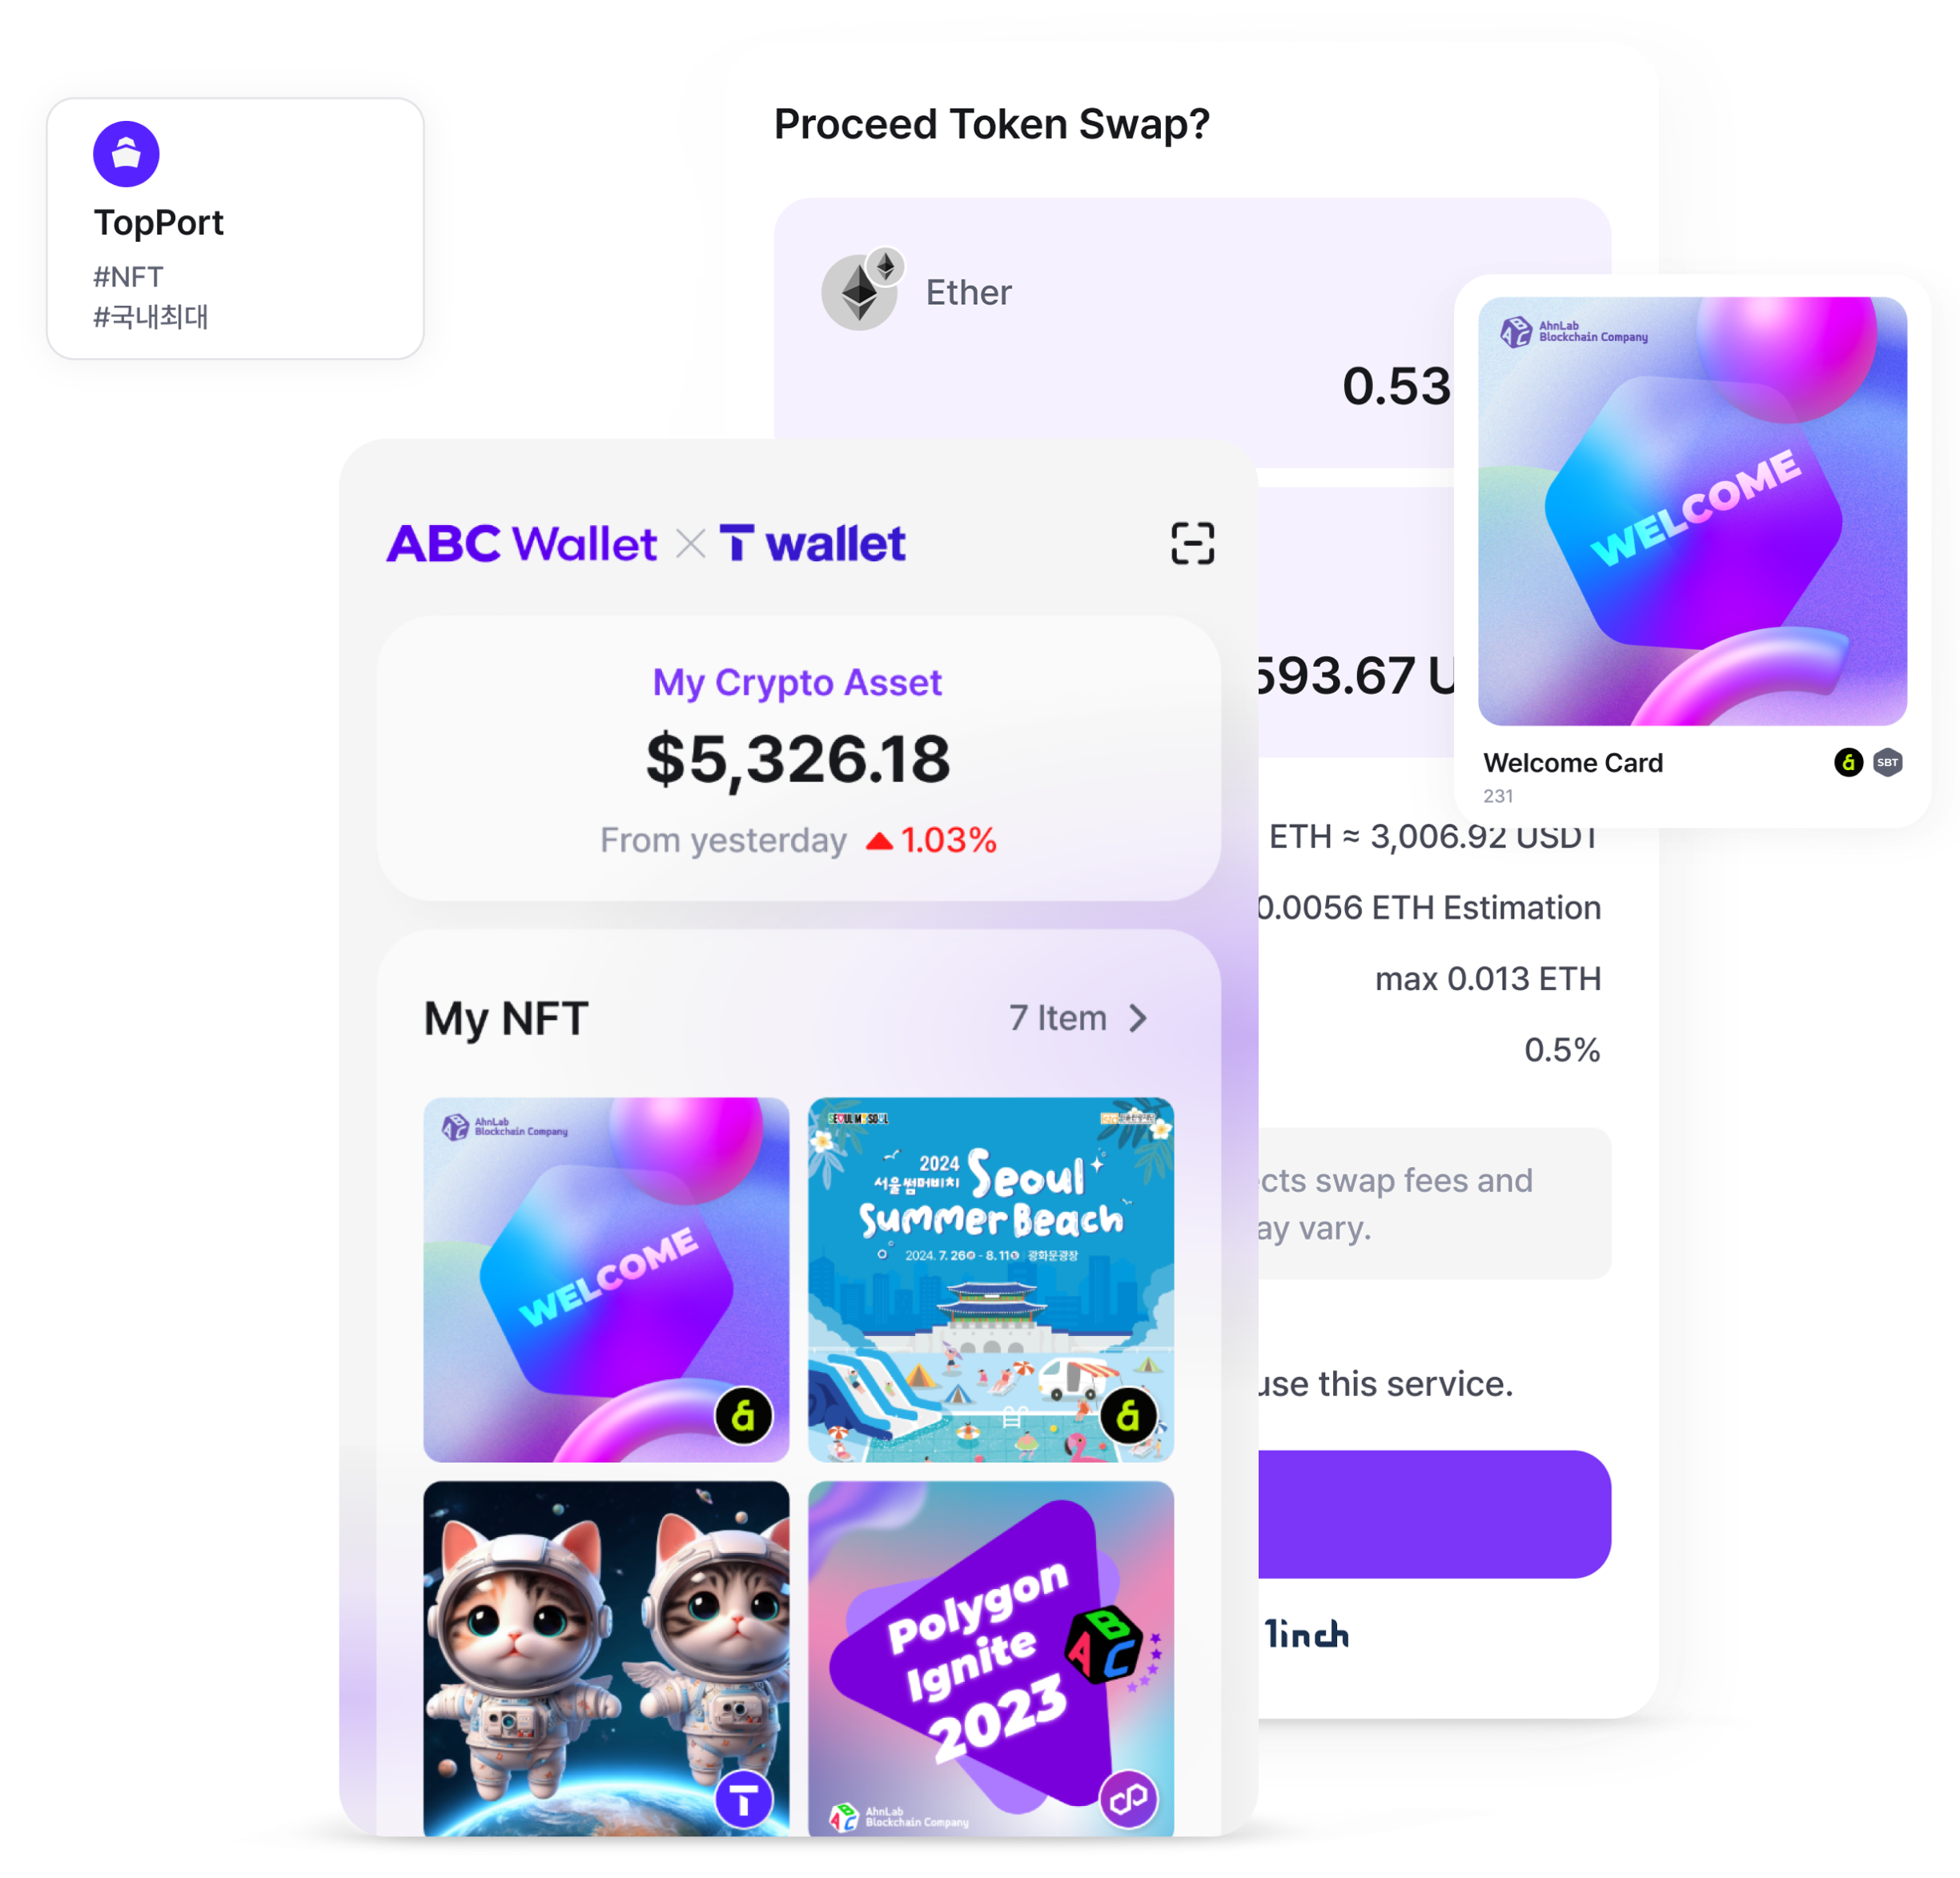 TopPort
#NFT
#국내최대
Proceed Token Swap?
Ether
0.53
593.67 U
ETH ≈ 3,006.92 USDT
0.0056 ETH Estimation
max 0.013 ETH
0.5%
cts swap fees and
ay vary.
use this service.
1inch
AhnLab
Blockchain Company
WELCOME
Welcome Card
SBT
231
ABC Wallet × T wallet
My Crypto Asset
$5,326.18
From yesterday ▲ 1.03%
My NFT
7 Item >
AhnLab
Blockchain Company
WELCOME
SEOUL MY SOUL
2024
서울썸머비치
Seoul
Summer Beach
2024. 7. 26 - 8. 11 광화문광장
Polygon
Ignite
2023
ABC
AhnLab
Blockchain Company